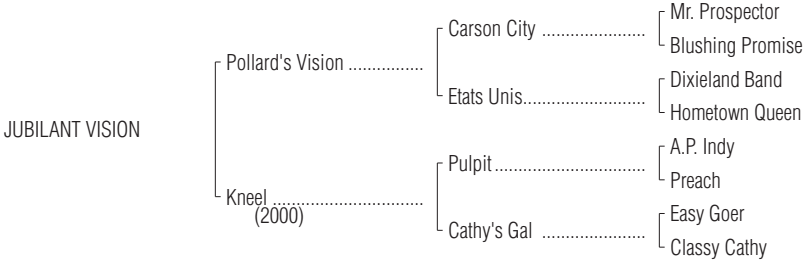 Mr. Prospector
Carson City ......................
Blushing Promise
Pollard's Vision ................
Dixieland Band
Etats Unis..........................
Hometown Queen
JUBILANT VISION
A.P. Indy
Pulpit................................
Preach
Kneel ................................
(2000)
Easy Goer
Cathy's Gal ......................
Classy Cathy